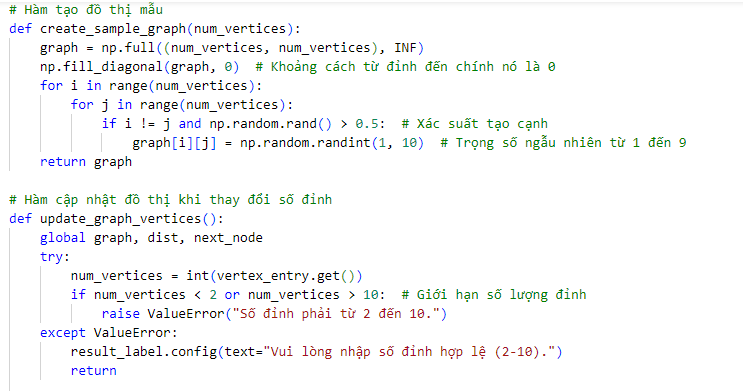 # Hàm tạo đồ thị mẫu
def create_sample_graph(num_vertices):
    graph = np.full((num_vertices, num_vertices), INF)
    np.fill_diagonal(graph, 0)  # Khoảng cách từ đỉnh đến chính nó là 0
    for i in range(num_vertices):
        for j in range(num_vertices):
            if i != j and np.random.rand() > 0.5:  # Xác suất tạo cạnh
                graph[i][j] = np.random.randint(1, 10)  # Trọng số ngẫu nhiên từ 1 đến 9
    return graph

# Hàm cập nhật đồ thị khi thay đổi số đỉnh
def update_graph_vertices():
    global graph, dist, next_node
    try:
        num_vertices = int(vertex_entry.get())
        if num_vertices < 2 or num_vertices > 10:  # Giới hạn số lượng đỉnh
            raise ValueError("Số đỉnh phải từ 2 đến 10.")
    except ValueError:
        result_label.config(text="Vui lòng nhập số đỉnh hợp lệ (2-10).")
        return